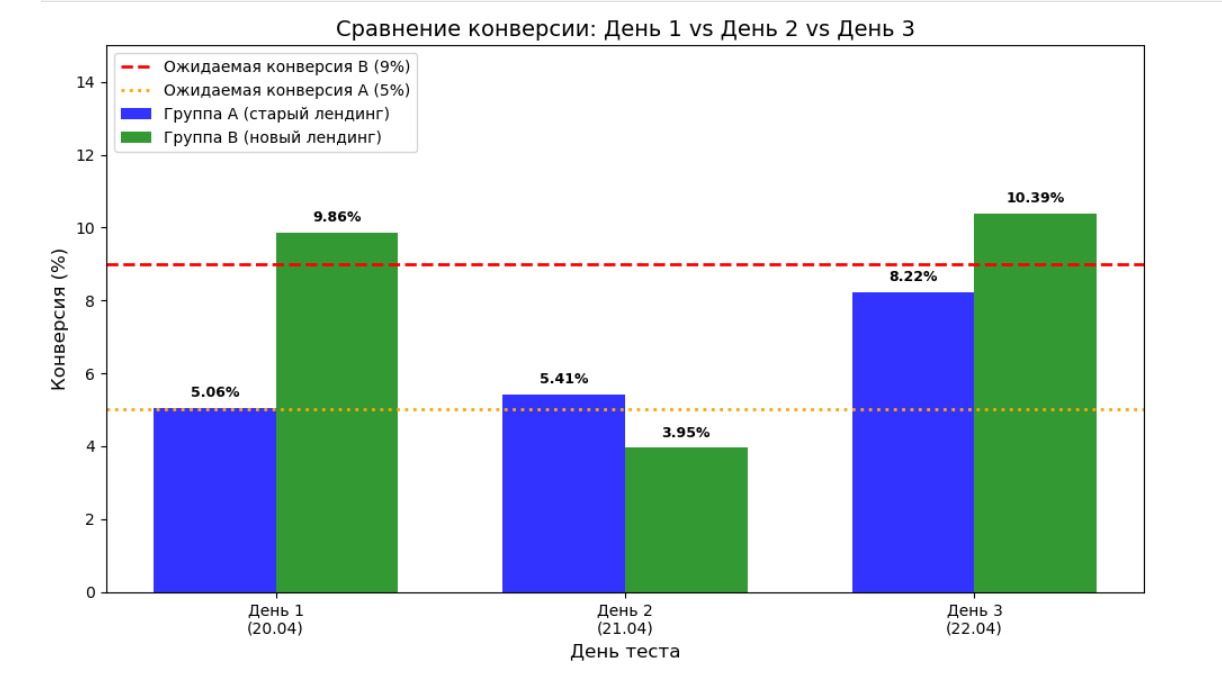 Сравнение конверсии: День 1 vs День 2 vs День 3
Ожидаемая конверсия B (9%)
Ожидаемая конверсия A (5%)
Группа A (старый лендинг)
Группа B (новый лендинг)
Конверсия (%)
14
12
10
8
6
4
2
0
5.06%
9.86%
5.41%
3.95%
8.22%
10.39%
День 1
(20.04)
День 2
(21.04)
День 3
(22.04)
День теста